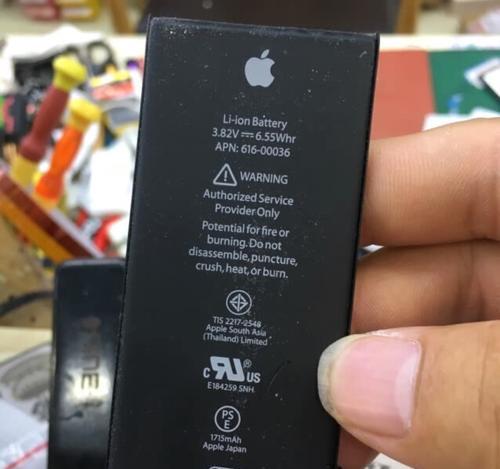 Li-ion Battery
3.82V ⎓ 6.55Whr
APN: 616-00036
WARNING
Authorized Service
Provider Only
Potential for fire or
burning. Do not
disassemble, puncture,
crush, heat, or burn.
TIS 2217-2548
Apple South Asia
(Thailand) Limited
c RU® US
E184259 SNH
PS
E
1715mAh
Apple Japan